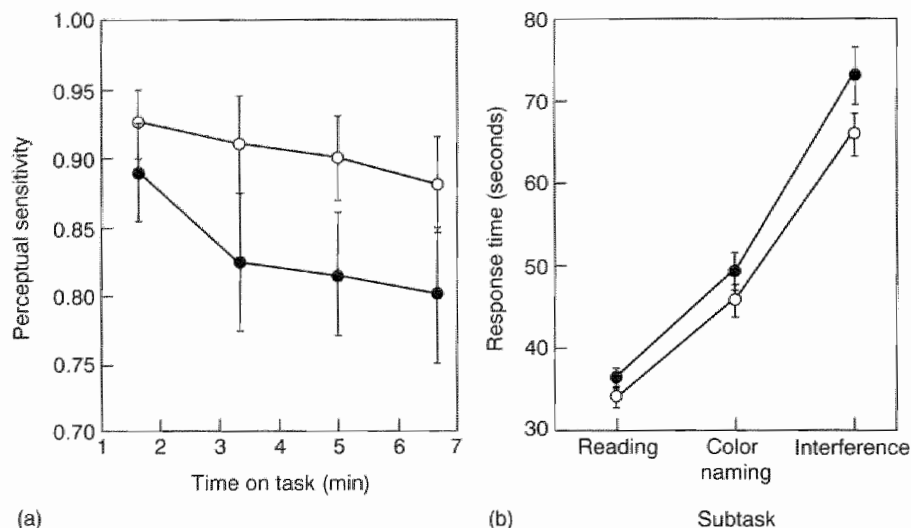 Perceptual sensitivity
1.00
0.95
0.90
0.85
0.80
0.75
0.70
1 2 3 4 5 6 7
Time on task (min)
(a)
Response time (seconds)
80
70
60
50
40
30
Reading Color naming Interference
Subtask
(b)